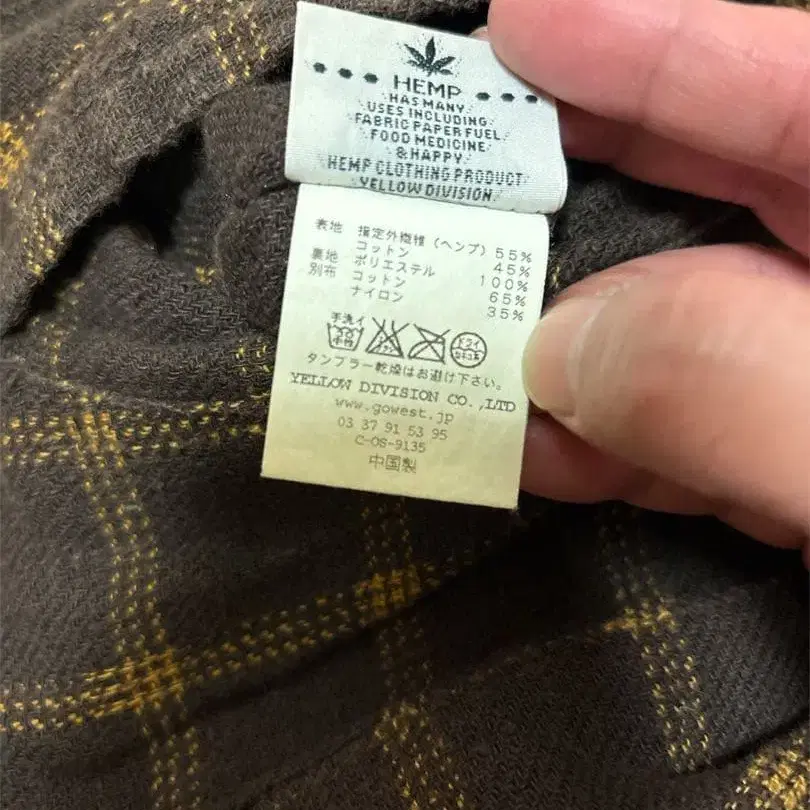 HEMP
HAS MANY
USES INCLUDING
FABRIC PAPER FUEL
FOOD MEDICINE
& HAPPY
HEMP CLOTHING PRODUCT
YELLOW DIVISION
表地 指定外繊維(ヘンプ)55%
コットン 45%
裏地 ポリエステル 100%
別布 コットン 65%
ナイロン 35%
手洗イ
中性
ドライ
タンブラー乾燥はお避け下さい。
YELLOW DIVISION CO.,LTD
www.gowest.jp
03 37 91 53 95
C-OS-9135
中国製